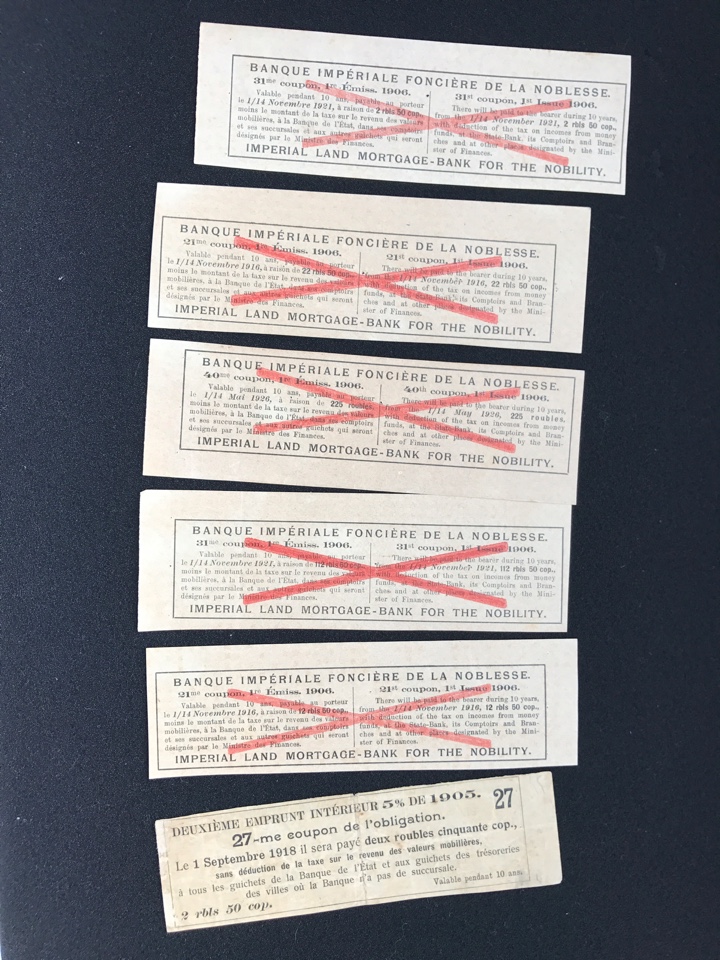 BANQUE IMPÉRIALE FONCIÈRE DE LA NOBLESSE.
31me coupon, 1re Émiss. 1906.
Valable pendant 10 ans, payable au porteur
le 1/14 Novembre 1921, à raison de 2 rbls 50 cop.,
moins le montant de la taxe sur le revenu des valeurs
mobilières, à la Banque de l'État, dans ses comptoirs
et ses succursales et aux autres guichets qui seront
désignés par le Ministre des Finances.
31st coupon, 1st Issue 1906.
There will be paid to the bearer during 10 years,
from the 1/14 November 1921, 2 rbls 50 cop.,
with deduction of the tax on incomes from money
funds, at the State-Bank, its Comptoirs and Bran-
ches and at other places designated by the Mini-
ster of Finances.
IMPERIAL LAND MORTGAGE-BANK FOR THE NOBILITY.
BANQUE IMPÉRIALE FONCIÈRE DE LA NOBLESSE.
21me coupon, 1re Émiss. 1906.
Valable pendant 10 ans, payable au porteur
le 1/14 Novembre 1916, à raison de 22 rbls 50 cop.,
moins le montant de la taxe sur le revenu des valeurs
mobilières, à la Banque de l'État, dans ses comptoirs
et ses succursales et aux autres guichets qui seront
désignés par le Ministre des Finances.
21st coupon, 1st Issue 1906.
There will be paid to the bearer during 10 years,
from the 1/14 November 1916, 22 rbls 50 cop.,
with deduction of the tax on incomes from money
funds, at the State-Bank, its Comptoirs and Bran-
ches and at other places designated by the Mini-
ster of Finances.
IMPERIAL LAND MORTGAGE-BANK FOR THE NOBILITY.
BANQUE IMPÉRIALE FONCIÈRE DE LA NOBLESSE.
40me coupon, 1re Émiss. 1906.
Valable pendant 10 ans, payable au porteur
le 1/14 Mai 1926, à raison de 225 roubles,
moins le montant de la taxe sur le revenu des valeurs
mobilières, à la Banque de l'État, dans ses comptoirs
et ses succursales et aux autres guichets qui seront
désignés par le Ministre des Finances.
40th coupon, 1st Issue 1906.
There will be paid to the bearer during 10 years,
from the 1/14 May 1926, 225 roubles,
with deduction of the tax on incomes from money
funds, at the State-Bank, its Comptoirs and Bran-
ches and at other places designated by the Mini-
ster of Finances.
IMPERIAL LAND MORTGAGE-BANK FOR THE NOBILITY.
BANQUE IMPÉRIALE FONCIÈRE DE LA NOBLESSE.
31me coupon, 1re Émiss. 1906.
Valable pendant 10 ans, payable au porteur
le 1/14 Novembre 1921, à raison de 112 rbls 50 cop.,
moins le montant de la taxe sur le revenu des valeurs
mobilières, à la Banque de l'État, dans ses comptoirs
et ses succursales et aux autres guichets qui seront
désignés par le Ministre des Finances.
31st coupon, 1st Issue 1906.
There will be paid to the bearer during 10 years,
from the 1/14 November 1921, 112 rbls 50 cop.,
with deduction of the tax on incomes from money
funds, at the State-Bank, its Comptoirs and Bran-
ches and at other places designated by the Mini-
ster of Finances.
IMPERIAL LAND MORTGAGE-BANK FOR THE NOBILITY.
BANQUE IMPÉRIALE FONCIÈRE DE LA NOBLESSE.
21me coupon, 1re Émiss. 1906.
Valable pendant 10 ans, payable au porteur
le 1/14 Novembre 1916, à raison de 12 rbls 50 cop.,
moins le montant de la taxe sur le revenu des valeurs
mobilières, à la Banque de l'État, dans ses comptoirs
et ses succursales et aux autres guichets qui seront
désignés par le Ministre des Finances.
21st coupon, 1st Issue 1906.
There will be paid to the bearer during 10 years,
from the 1/14 November 1916, 12 rbls 50 cop.,
with deduction of the tax on incomes from money
funds, at the State-Bank, its Comptoirs and Bran-
ches and at other places designated by the Mini-
ster of Finances.
IMPERIAL LAND MORTGAGE-BANK FOR THE NOBILITY.
DEUXIÈME EMPRUNT INTÉRIEUR 5% DE 1905. 27
27-me coupon de l'obligation.
Le 1 Septembre 1918 il sera payé deux roubles cinquante cop.,
sans déduction de la taxe sur le revenu des valeurs mobilières,
à tous les guichets de la Banque de l'État et aux guichets des trésoreries
des villes où la Banque n'a pas de succursale.
2 rbls 50 cop. Valable pendant 10 ans.